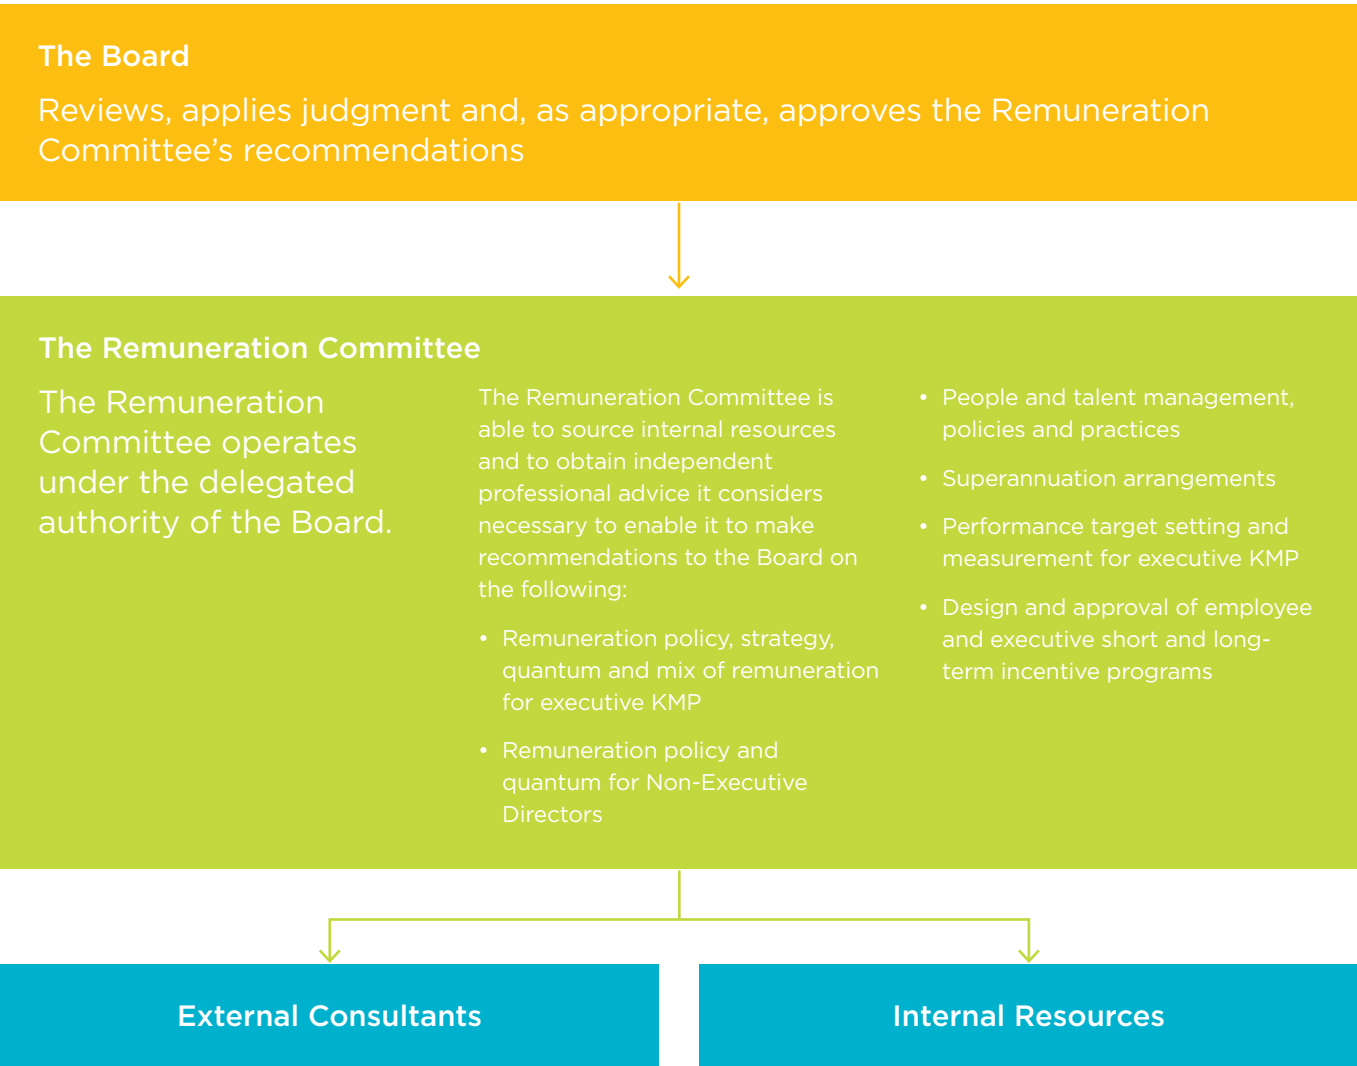 The Board
Reviews, applies judgment and, as appropriate, approves the Remuneration
Committee’s recommendations
The Remuneration Committee
The Remuneration
Committee operates
under the delegated
authority of the Board.
The Remuneration Committee is
able to source internal resources
and to obtain independent
professional advice it considers
necessary to enable it to make
recommendations to the Board on
the following:
• Remuneration policy, strategy,
quantum and mix of remuneration
for executive KMP
• Remuneration policy and
quantum for Non-Executive
Directors
• People and talent management,
policies and practices
• Superannuation arrangements
• Performance target setting and
measurement for executive KMP
• Design and approval of employee
and executive short and long-
term incentive programs
External Consultants
Internal Resources